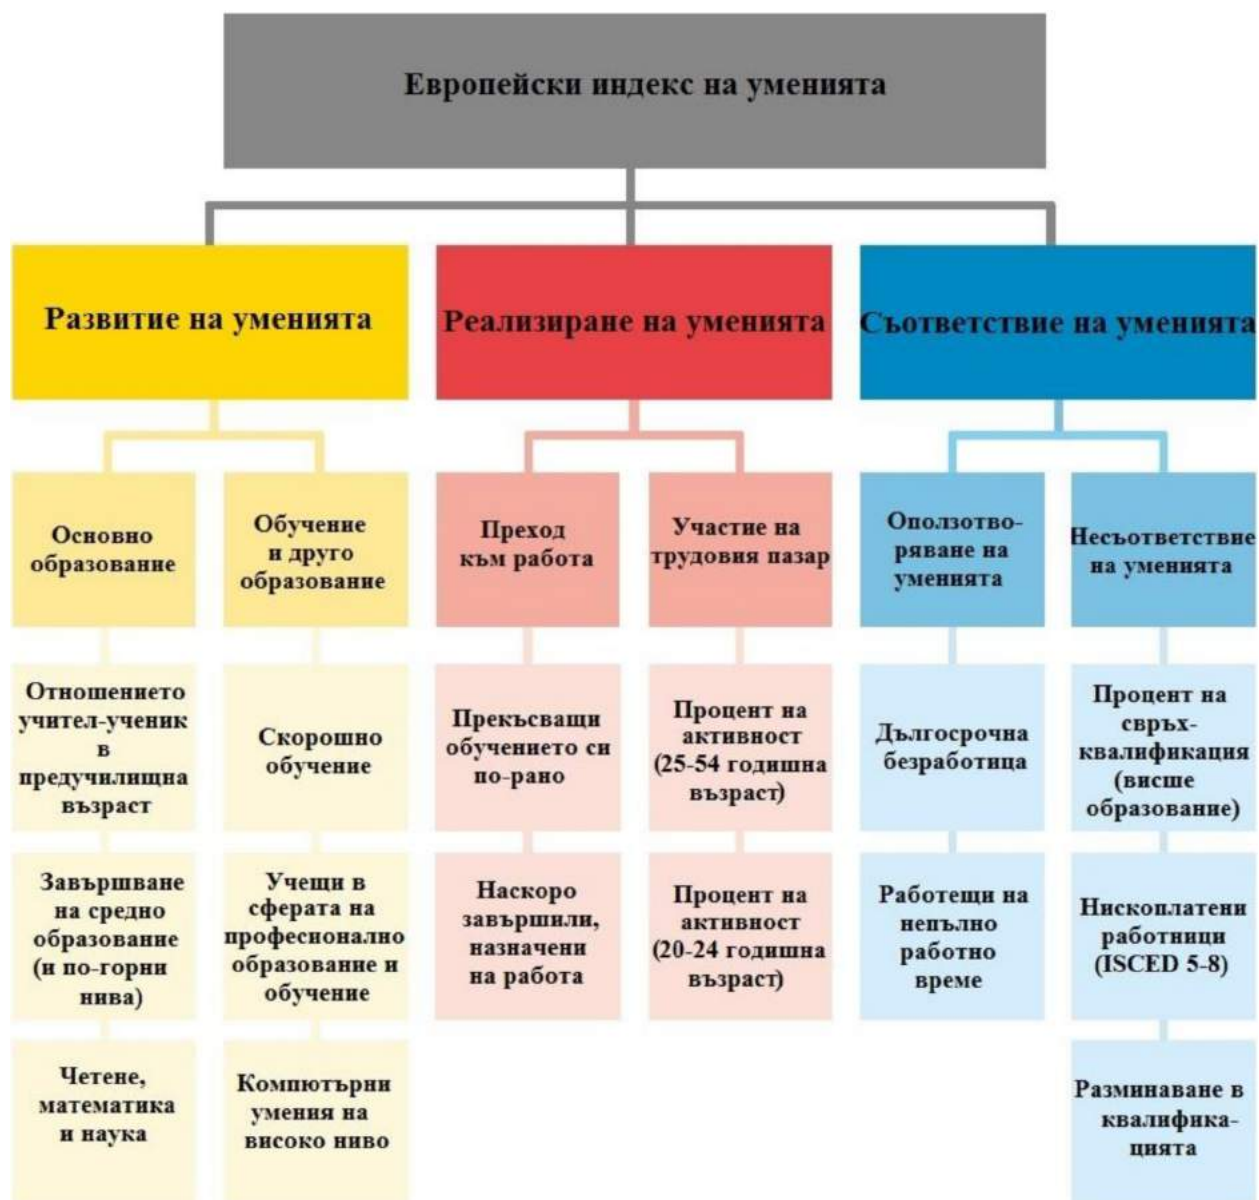 Европейски индекс на уменията
Развитие на уменията
Реализиране на уменията
Съответствие на уменията
Основно
образование
Обучение
и друго
образование
Преход
към работа
Участие на
трудовия пазар
Оползотво-
ряване на
уменията
Несъответствие
на уменията
Отношението
учител-ученик
в
предучилищна
възраст
Скорошно
обучение
Прекъсващи
обучението си
по-рано
Процент на
активност
(25-54 годишна
възраст)
Дългосрочна
безработица
Процент на
свръх-
квалификация
(висше
образование)
Завършване
на средно
образование
(и по-горни
нива)
Учещи в
сферата на
професионално
образование и
обучение
Наскоро
завършили,
назначени
на работа
Процент на
активност
(20-24 годишна
възраст)
Работещи на
непълно
работно
време
Нископлатени
работници
(ISCED 5-8)
Четене,
математика
и наука
Компютърни
умения на
високо ниво
Разминаване в
квалифика-
цията